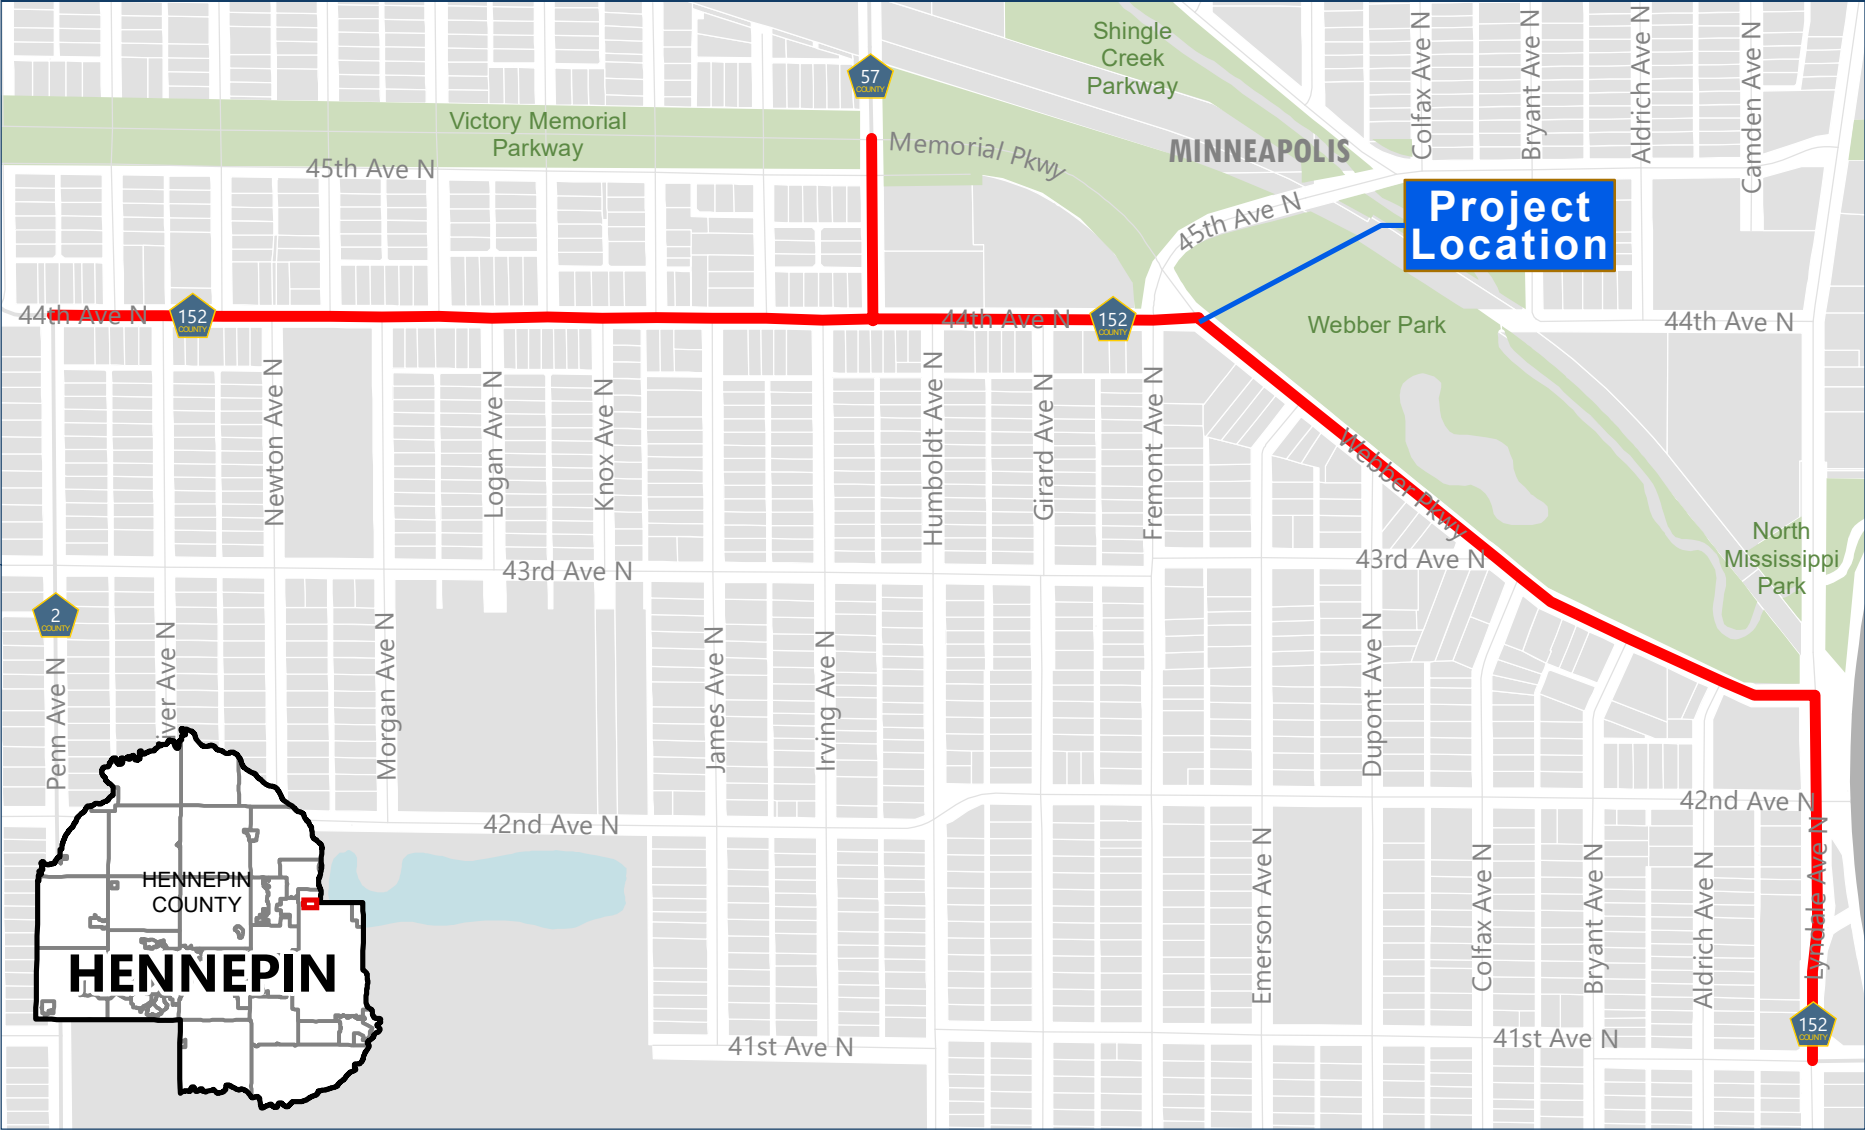 Shingle
Creek
Parkway
Colfax Ave N
Bryant Ave N
Aldrich Ave N
Camden Ave N
57
COUNTY
Victory Memorial
Parkway
45th Ave N
Memorial Pkwy
MINNEAPOLIS
45th Ave N
Project
Location
44th Ave N
152
COUNTY
44th Ave N
152
COUNTY
Webber Park
44th Ave N
Newton Ave N
Logan Ave N
Knox Ave N
Humboldt Ave N
Girard Ave N
Fremont Ave N
Webber Pkwy
43rd Ave N
43rd Ave N
North
Mississippi
Park
2
COUNTY
Penn Ave N
iver Ave N
Morgan Ave N
James Ave N
Irving Ave N
Dupont Ave N
42nd Ave N
42nd Ave N
HENNEPIN
COUNTY
HENNEPIN
Emerson Ave N
Colfax Ave N
Bryant Ave N
Aldrich Ave N
Lyndale Ave N
152
COUNTY
41st Ave N
41st Ave N